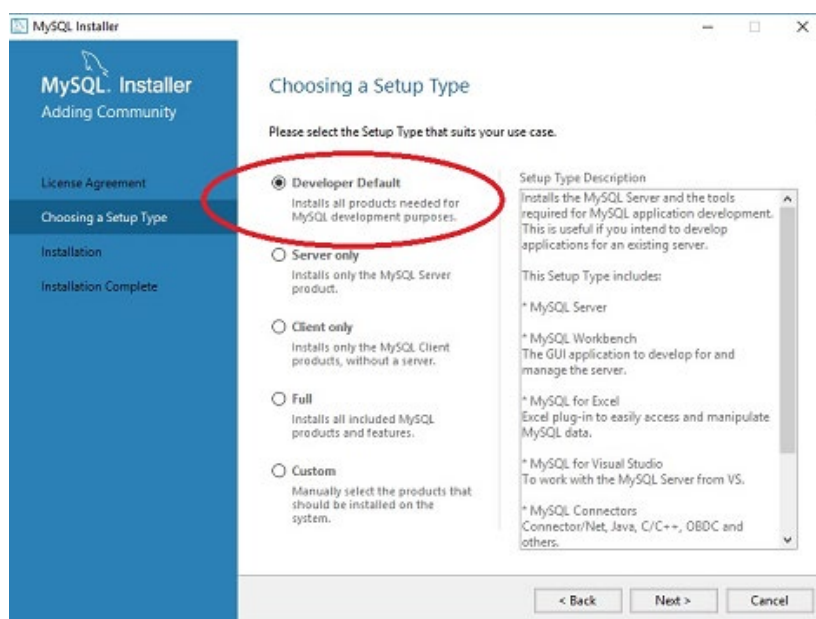 MySQL Installer
MySQL. Installer
Adding Community
License Agreement
Choosing a Setup Type
Installation
Installation Complete
Choosing a Setup Type
Please select the Setup Type that suits your use case.
Developer Default
Installs all products needed for
MySQL development purposes.
Server only
Installs only the MySQL Server
product.
Client only
Installs only the MySQL Client
products, without a server.
Full
Installs all included MySQL
products and features.
Custom
Manually select the products that
should be installed on the
system.
Setup Type Description
Installs the MySQL Server and the tools
required for MySQL application development.
This is useful if you intend to develop
applications for an existing server.
This Setup Type includes:
* MySQL Server
* MySQL Workbench
The GUI application to develop for and
manage the server.
* MySQL for Excel
Excel plug-in to easily access and manipulate
MySQL data.
* MySQL for Visual Studio
To work with the MySQL Server from VS.
* MySQL Connectors
Connector/Net, Java, C/C++, OBDC and
others.
< Back
Next >
Cancel